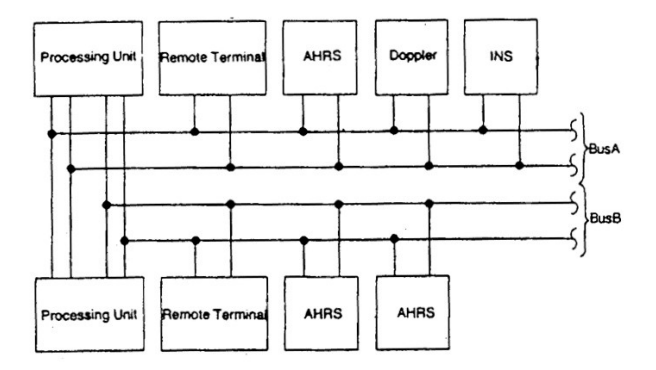 Processing Unit
Remote Terminal
AHRS
Doppler
INS
BusA
BusB
Processing Unit
Remote Terminal
AHRS
AHRS